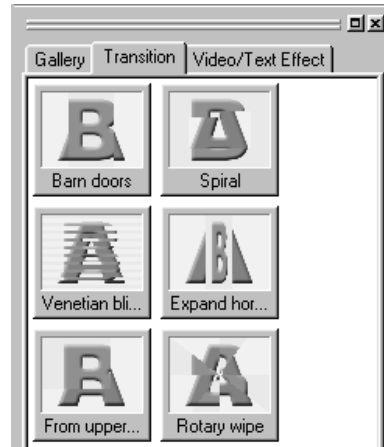 Gallery Transition Video/Text Effect
Barn doors Spiral
Venetian bli... Expand hor...
From upper... Rotary wipe